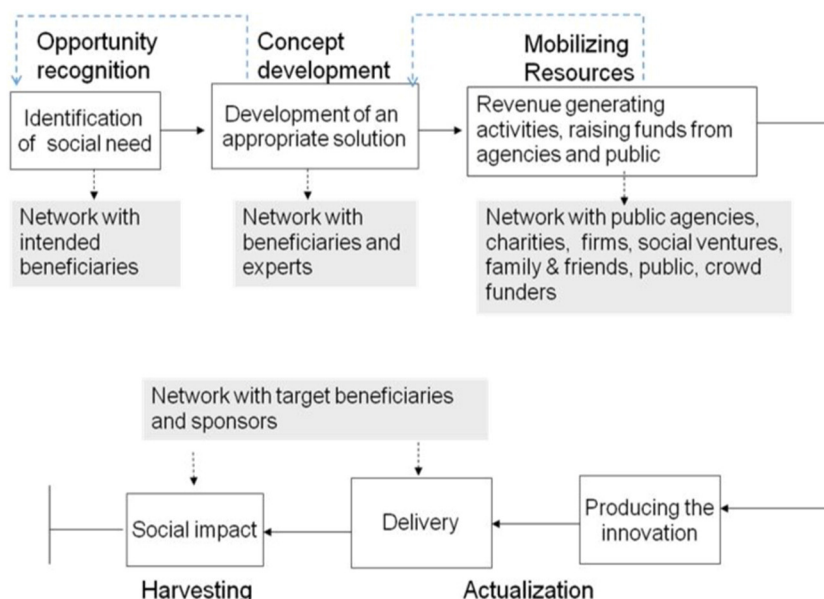 Opportunity
recognition
Concept
development
Mobilizing
Resources
Identification
of social need
Development of an
appropriate solution
Revenue generating
activities, raising funds from
agencies and public
Network with
intended
beneficiaries
Network with
beneficiaries and
experts
Network with public agencies,
charities, firms, social ventures,
family & friends, public, crowd
funders
Network with target beneficiaries
and sponsors
Social impact
Delivery
Producing the
innovation
Harvesting
Actualization